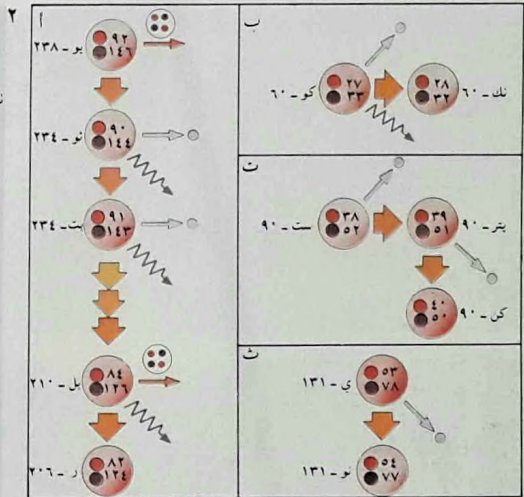 ٢
أ
٩٢
١٤٦
يو - ٢٣٨
٩٠
١٤٤
ثو - ٢٣٤
٩١
١٤٣
بت - ٢٣٤
٨٤
١٢٦
بل - ٢١٠
٨٢
١٢٤
ر - ٢٠٦
ب
٢٧
٣٣
كو - ٦٠
٢٨
٣٢
نك - ٦٠
ت
٣٨
٥٢
ست - ٩٠
٣٩
٥١
يتر - ٩٠
٤٠
٥٠
كن - ٩٠
ث
٥٣
٧٨
ي - ١٣١
٥٤
٧٧
نو - ١٣١